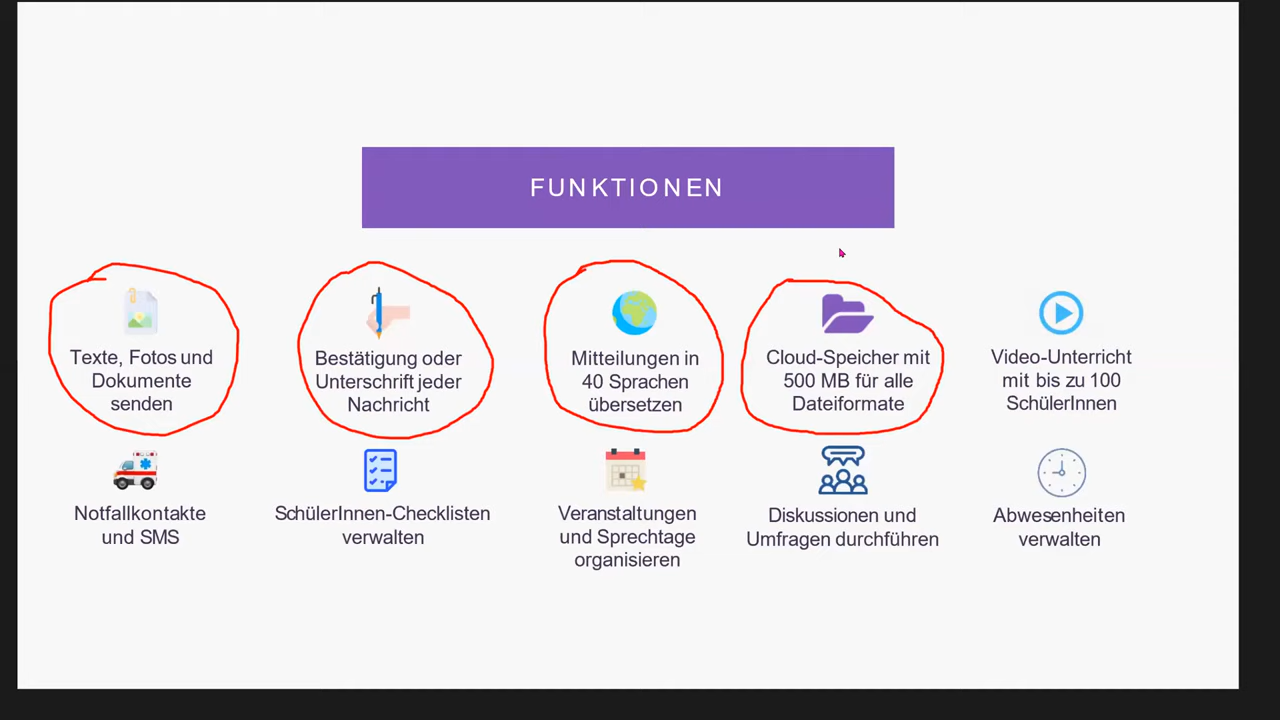 FUNKTIONEN
Texte, Fotos und
Dokumente
senden
Bestätigung oder
Unterschrift jeder
Nachricht
Mitteilungen in
40 Sprachen
übersetzen
Cloud-Speicher mit
500 MB für alle
Dateiformate
Video-Unterricht
mit bis zu 100
SchülerInnen
Notfallkontakte
und SMS
SchülerInnen-Checklisten
verwalten
Veranstaltungen
und Sprechtage
organisieren
Diskussionen und
Umfragen durchführen
Abwesenheiten
verwalten